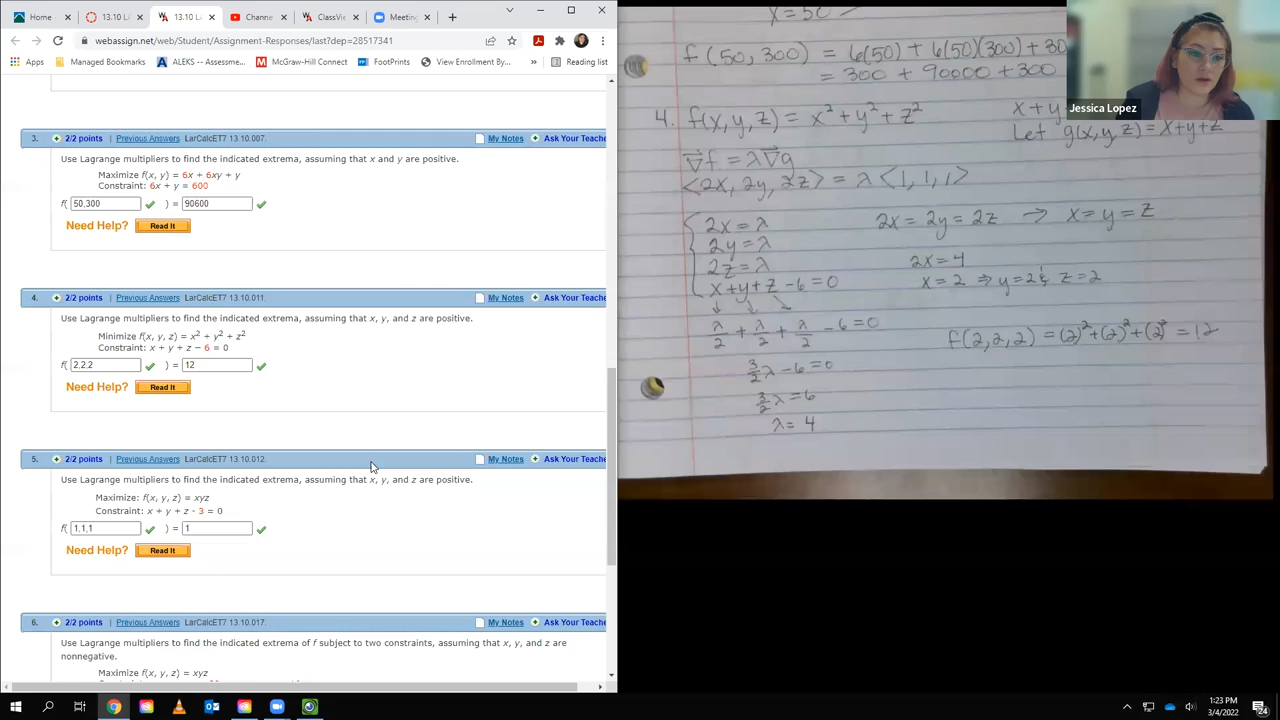 Home
13.10 Li
13.10 Li
Channe
ClassVie
Meeting
webassign.net/web/Student/Assignment-Responses/last?dep=28517341
Apps
Managed Bookmarks
ALEKS -- Assessment...
McGraw-Hill Connect
FootPrints
View Enrollment By...
Reading list
3. 2/2 points | Previous Answers LarCalcET7 13.10.007. My Notes Ask Your Teache
Use Lagrange multipliers to find the indicated extrema, assuming that x and y are positive.
Maximize f(x, y) = 6x + 6xy + y
Constraint: 6x + y = 600
f( 50,300 ) = 90600
Need Help? Read It
4. 2/2 points | Previous Answers LarCalcET7 13.10.011. My Notes Ask Your Teache
Use Lagrange multipliers to find the indicated extrema, assuming that x, y, and z are positive.
Minimize f(x, y, z) = x² + y² + z²
Constraint: x + y + z − 6 = 0
f( 2,2,2 ) = 12
Need Help? Read It
5. 2/2 points | Previous Answers LarCalcET7 13.10.012. My Notes Ask Your Teache
Use Lagrange multipliers to find the indicated extrema, assuming that x, y, and z are positive.
Maximize: f(x, y, z) = xyz
Constraint: x + y + z - 3 = 0
f( 1,1,1 ) = 1
Need Help? Read It
6. 2/2 points | Previous Answers LarCalcET7 13.10.017. My Notes Ask Your Teache
Use Lagrange multipliers to find the indicated extrema of f subject to two constraints, assuming that x, y, and z are
nonnegative.
Maximize f(x, y, z) = xyz
x = 50
f(50, 300) = 6(50) + 6(50)(300) + 30
= 300 + 90000 + 300
4. f(x,y,z) = x² + y² + z² x + y
Let g(x,y,z) = x+y+z
∇f = λ∇g
<2x, 2y, 2z> = λ <1, 1, 1>
2x = λ 2x = 2y = 2z → x = y = z
2y = λ
2z = λ 2x = 4
x + y + z − 6 = 0 x = 2 ⇒ y = 2 & z = 2
λ/2 + λ/2 + λ/2 − 6 = 0 f(2,2,2) = (2)² + (2)² + (2)² = 12
3/2 λ − 6 = 0
3/2 λ = 6
λ = 4
Jessica Lopez
1:23 PM
3/4/2022
24